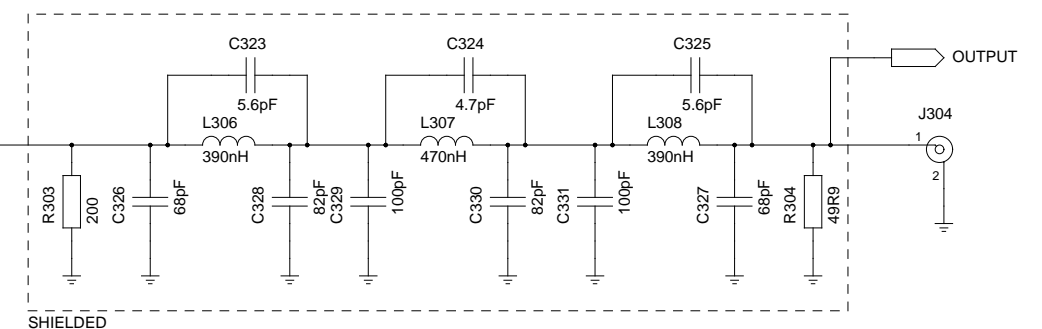 C323
C324
C325
OUTPUT
5.6pF
4.7pF
5.6pF
L306
L307
L308
J304
1
390nH
470nH
390nH
2
R303
200
C326
68pF
C328
82pF
C329
100pF
C330
82pF
C331
100pF
C327
68pF
R304
49R9
SHIELDED